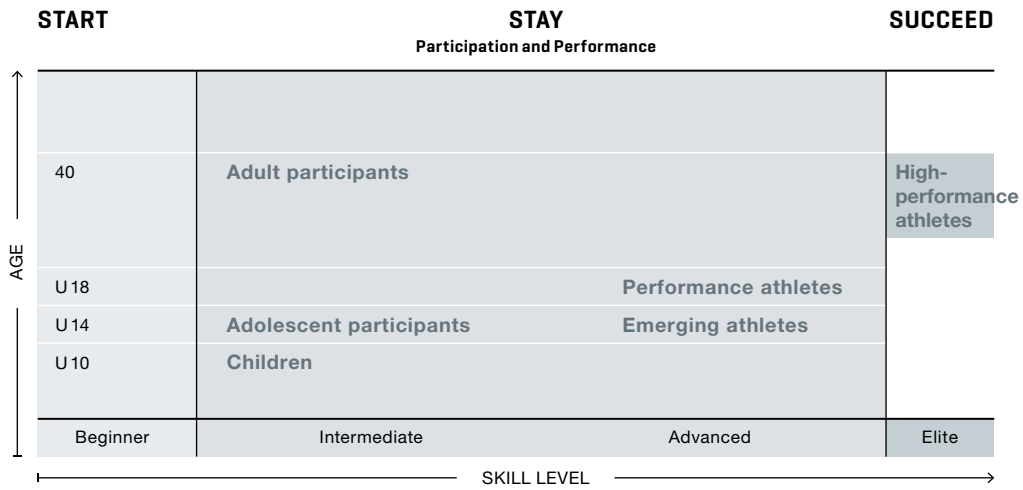 START STAY SUCCEED
Participation and Performance
40 Adult participants High-
performance
athletes
AGE
U 18 Performance athletes
U 14 Adolescent participants Emerging athletes
U 10 Children
Beginner Intermediate Advanced Elite
SKILL LEVEL